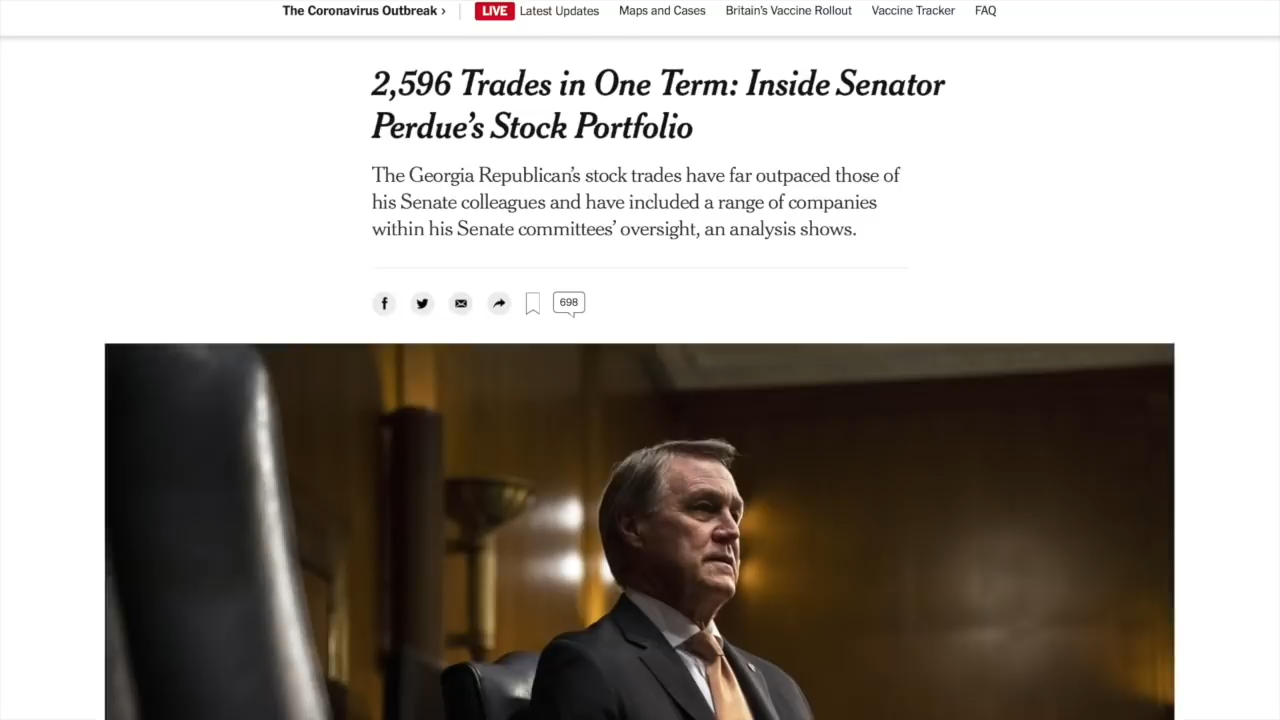 The Coronavirus Outbreak › LIVE Latest Updates Maps and Cases Britain's Vaccine Rollout Vaccine Tracker FAQ
2,596 Trades in One Term: Inside Senator
Perdue's Stock Portfolio
The Georgia Republican's stock trades have far outpaced those of
his Senate colleagues and have included a range of companies
within his Senate committees' oversight, an analysis shows.
698